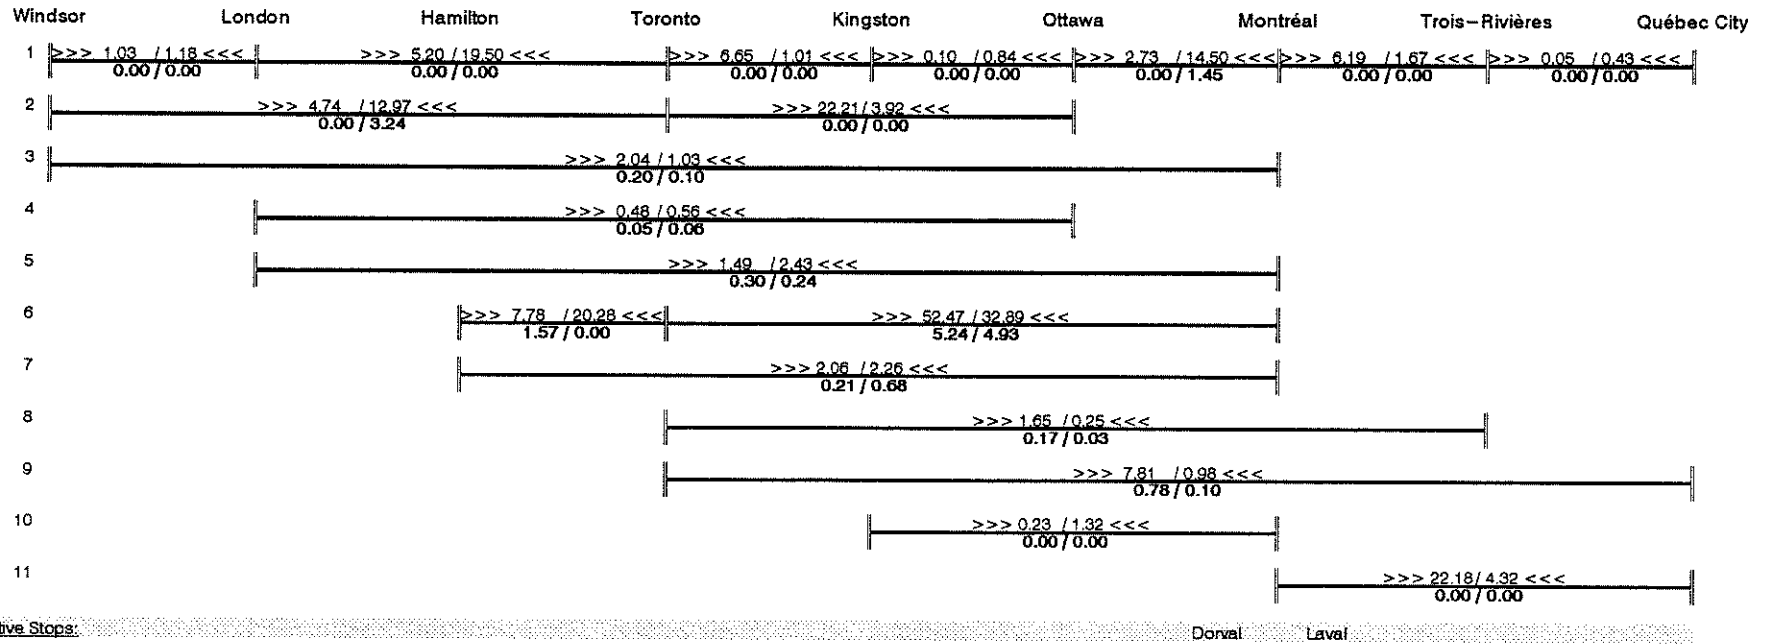 Windsor London Hamilton Toronto Kingston Ottawa Montréal Trois-Rivières Québec City
1 >>> 1.03 / 1.18 <<< >>> 5.20 / 19.50 <<< >>> 6.65 / 1.01 <<< >>> 0.10 / 0.84 <<< >>> 2.73 / 14.50 <<< >>> 6.19 / 1.67 <<< >>> 0.05 / 0.43 <<<
0.00 / 0.00 0.00 / 0.00 0.00 / 0.00 0.00 / 0.00 0.00 / 1.45 0.00 / 0.00 0.00 / 0.00
2 >>> 4.74 / 12.97 <<< >>> 22.21 / 3.92 <<<
0.00 / 3.24 0.00 / 0.00
3 >>> 2.04 / 1.03 <<<
0.20 / 0.10
4 >>> 0.48 / 0.56 <<<
0.05 / 0.06
5 >>> 1.49 / 2.43 <<<
0.30 / 0.24
6 >>> 7.78 / 20.28 <<< >>> 52.47 / 32.89 <<<
1.57 / 0.00 5.24 / 4.93
7 >>> 2.06 / 2.26 <<<
0.21 / 0.68
8 >>> 1.65 / 0.25 <<<
0.17 / 0.03
9 >>> 7.81 / 0.98 <<<
0.78 / 0.10
10 >>> 0.23 / 1.32 <<<
0.00 / 0.00
11 >>> 22.18 / 4.32 <<<
0.00 / 0.00
tive Stops: Dorval Laval